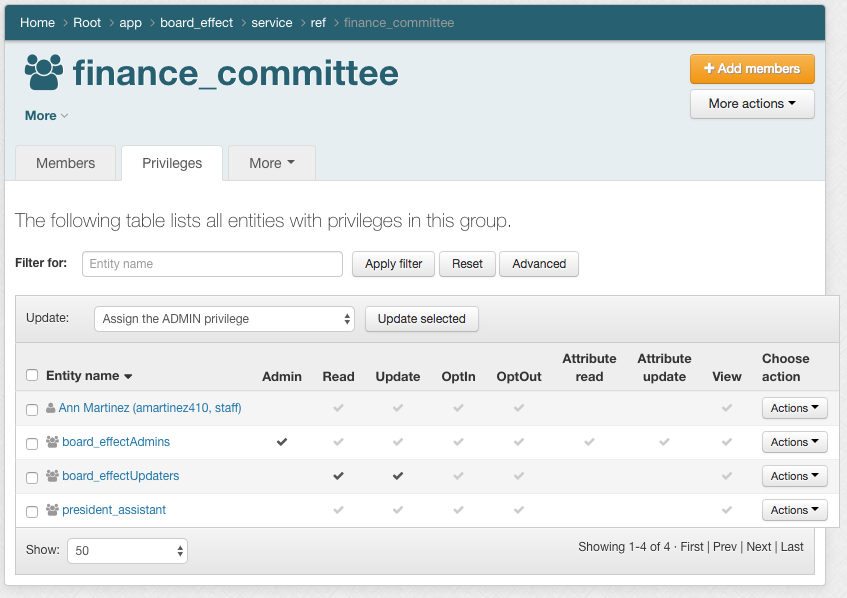 Home > Root > app > board_effect > service > ref > finance_committee
finance_committee
+ Add members
More actions
More
Members Privileges More
The following table lists all entities with privileges in this group.
Filter for: Entity name Apply filter Reset Advanced
Update: Assign the ADMIN privilege Update selected
Entity name Admin Read Update OptIn OptOut Attribute read Attribute update View Choose action
Ann Martinez (amartinez410, staff) Actions
board_effectAdmins Actions
board_effectUpdaters Actions
president_assistant Actions
Show: 50 Showing 1-4 of 4 · First | Prev | Next | Last